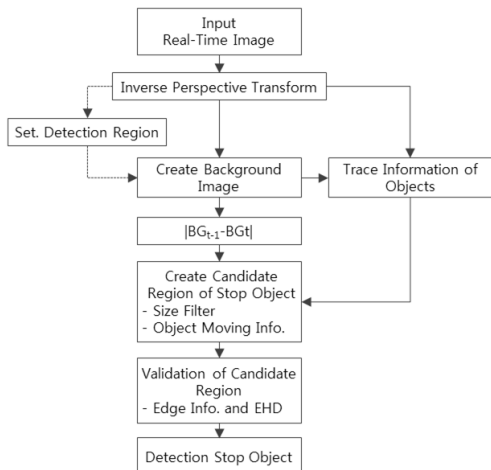 Input
Real-Time Image
Inverse Perspective Transform
Set. Detection Region
Create Background
Image
Trace Information of
Objects
|BGt-1-BGt|
Create Candidate
Region of Stop Object
- Size Filter
- Object Moving Info.
Validation of Candidate
Region
- Edge Info. and EHD
Detection Stop Object